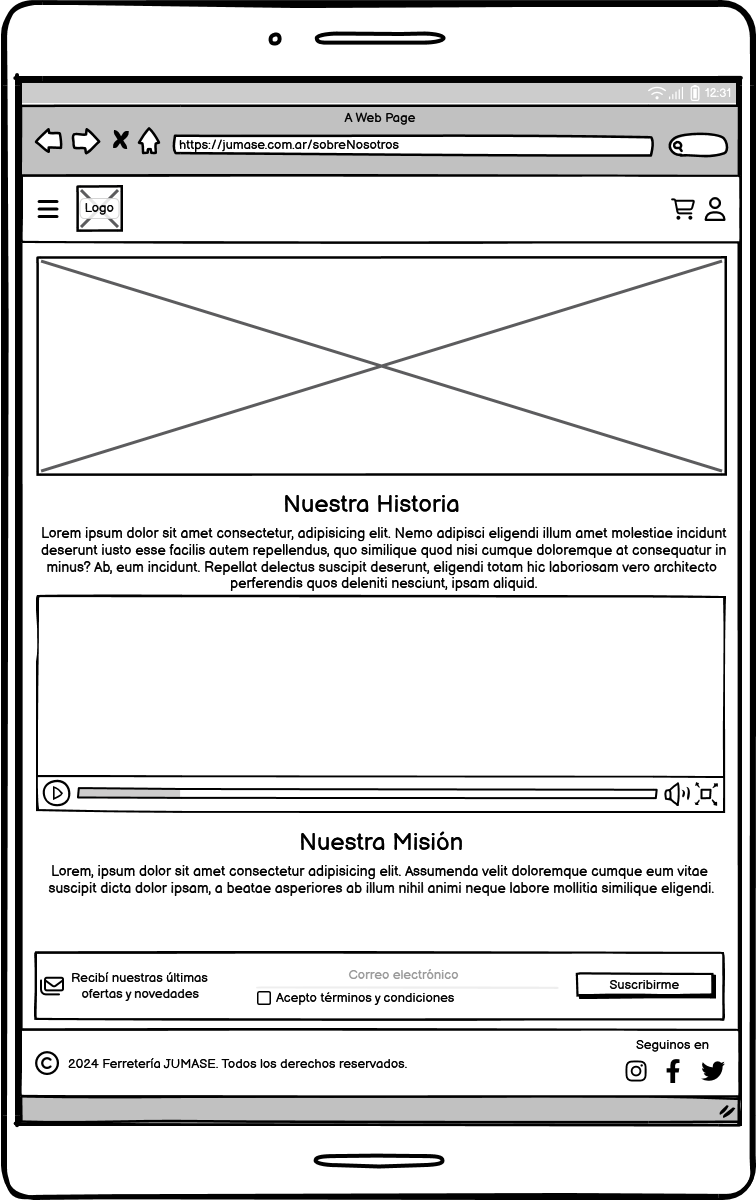 12:31
A Web Page
https://jumase.com.ar/sobreNosotros
Logo
Nuestra Historia
Lorem ipsum dolor sit amet consectetur, adipisicing elit. Nemo adipisci eligendi illum amet molestiae incidunt
deserunt iusto esse facilis autem repellendus, quo similique quod nisi cumque doloremque at consequatur in
minus? Ab, eum incidunt. Repellat delectus suscipit deserunt, eligendi totam hic laboriosam vero architecto
perferendis quos deleniti nesciunt, ipsam aliquid.
Nuestra Misión
Lorem, ipsum dolor sit amet consectetur adipisicing elit. Assumenda velit doloremque cumque eum vitae
suscipit dicta dolor ipsam, a beatae asperiores ab illum nihil animi neque labore mollitia similique eligendi.
Recibí nuestras últimas
ofertas y novedades
Correo electrónico
Acepto términos y condiciones
Suscribirme
Seguinos en
© 2024 Ferretería JUMASE. Todos los derechos reservados.